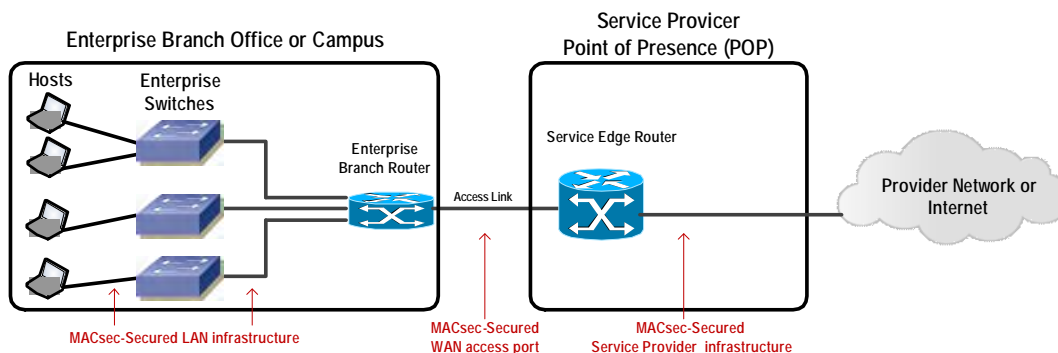 Enterprise Branch Office or Campus
Service Provicer
Point of Presence (POP)
Hosts
Enterprise
Switches
Enterprise
Branch Router
Access Link
Service Edge Router
Provider Network or
Internet
MACsec-Secured LAN infrastructure
MACsec-Secured
WAN access port
MACsec-Secured
Service Provider infrastructure